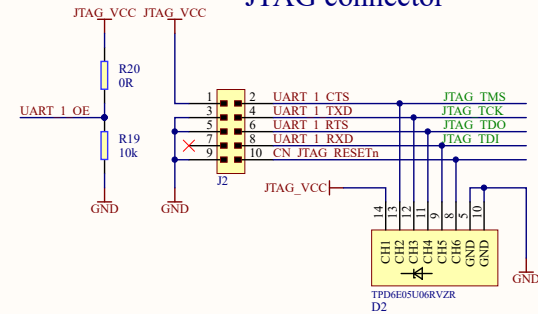 JTAG connector
JTAG_VCC JTAG_VCC
R20
0R
UART_1_OE
R19
10k
GND
GND
1 2 UART_1_CTS JTAG_TMS
3 4 UART_1_TXD JTAG_TCK
5 6 UART_1_RTS JTAG_TDO
7 8 UART_1_RXD JTAG_TDI
9 10 CN_JTAG_RESETn
J2
JTAG_VCC
14 13 12 11 9 8 5 10
CH1 CH2 CH3 CH4 CH5 CH6 GND GND
GND
TPD6E05U06RVZR
D2